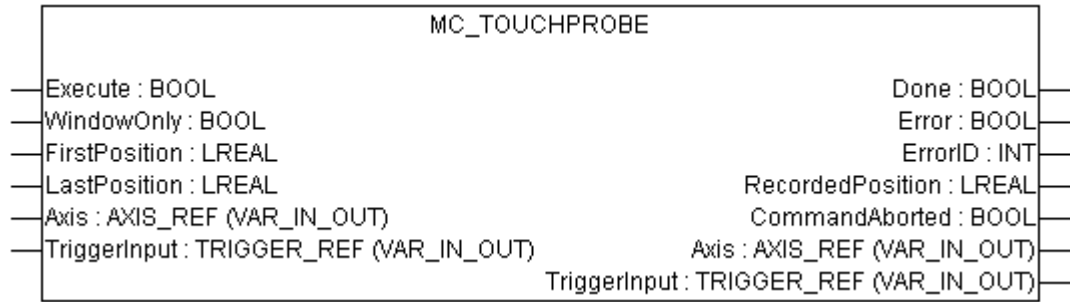 MC_TOUCHPROBE
Execute : BOOL
Done : BOOL
WindowOnly : BOOL
Error : BOOL
FirstPosition : LREAL
ErrorID : INT
LastPosition : LREAL
RecordedPosition : LREAL
Axis : AXIS_REF (VAR_IN_OUT)
CommandAborted : BOOL
TriggerInput : TRIGGER_REF (VAR_IN_OUT)
Axis : AXIS_REF (VAR_IN_OUT)
TriggerInput : TRIGGER_REF (VAR_IN_OUT)